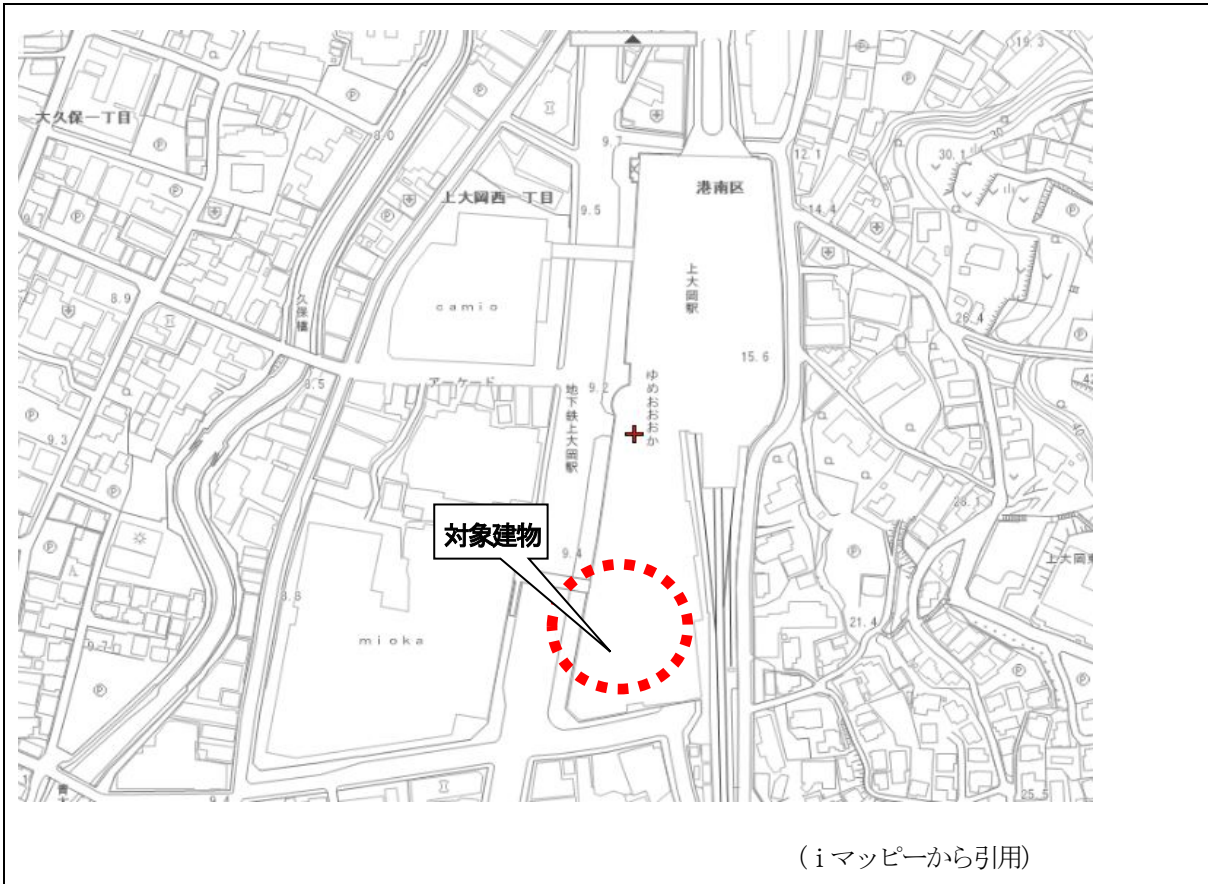 19.3
大久保一丁目
8.0
9.7
12.1
30
30.1
港南区
上大岡西一丁目
9.5
14.4
9.7
上大岡駅
8.9
久保橋
camio
26.4
15.6
8.5
アーケード
9.2
ゆめおおおか
地下鉄上大岡駅
9.3
28.1
対象建物
9.4
上大岡東
8.6
21.4
mioka
9.7
9.4
25.5
(iマッピーから引用)